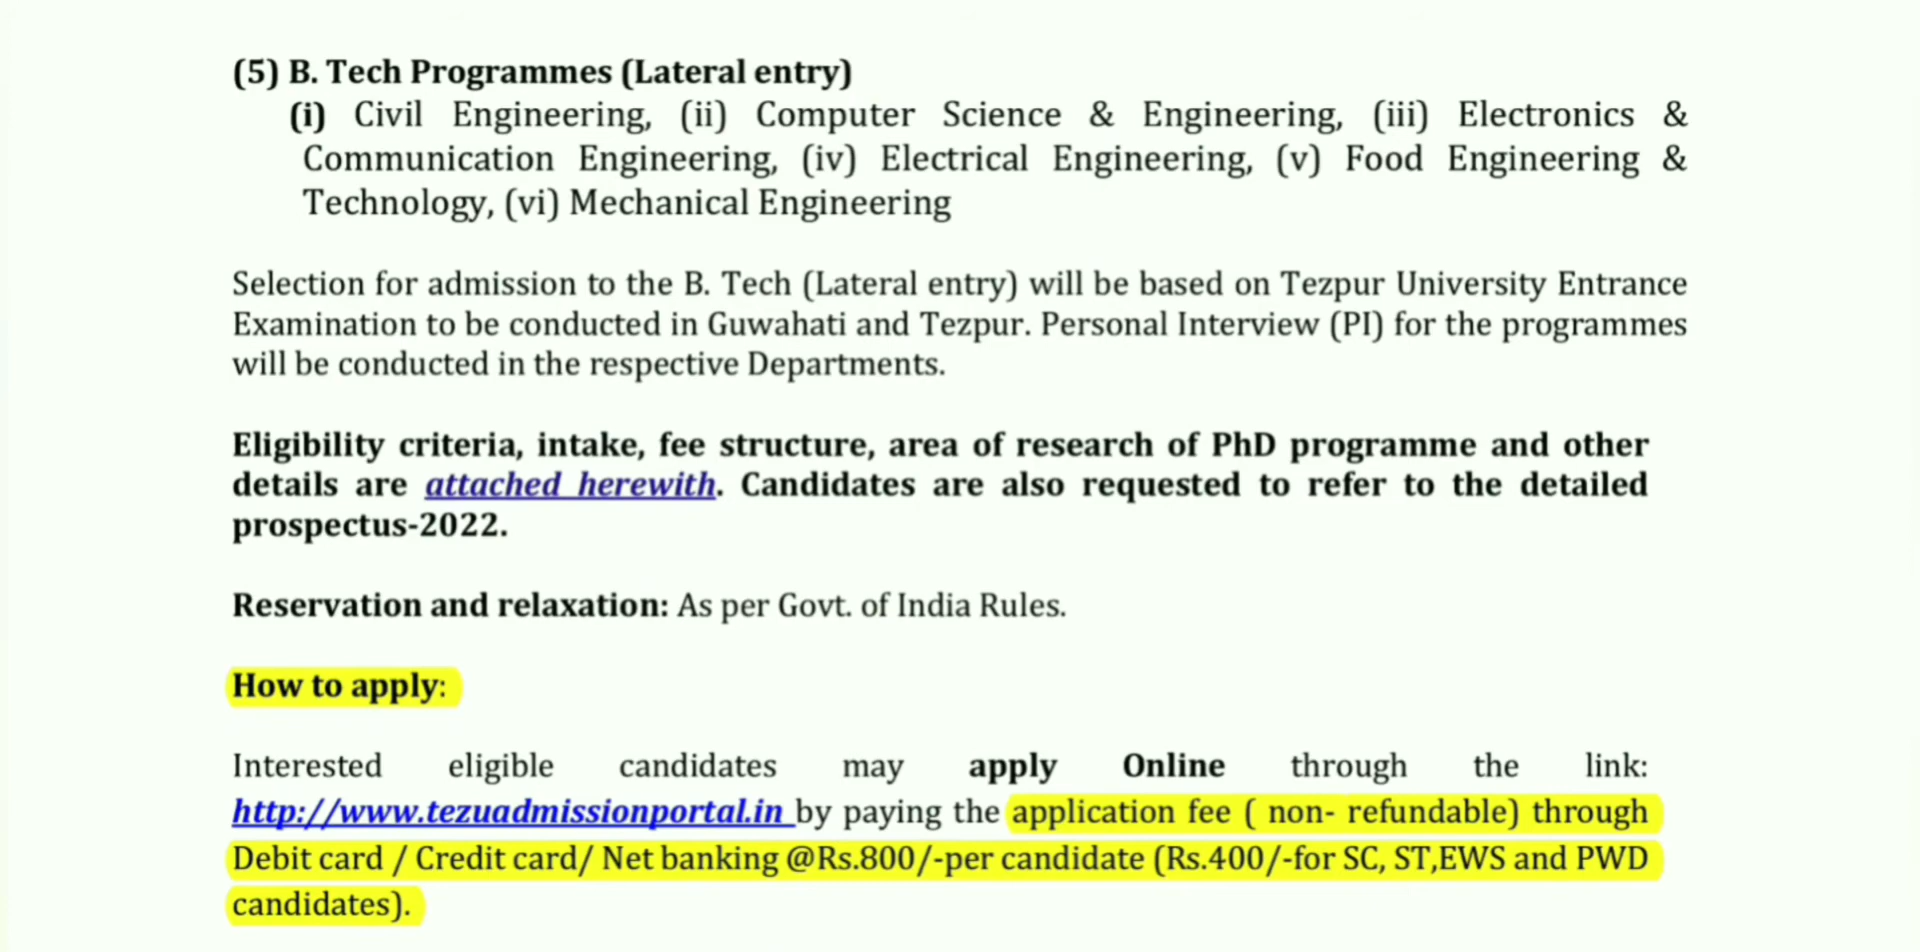 (5) B. Tech Programmes (Lateral entry)
(i) Civil Engineering, (ii) Computer Science & Engineering, (iii) Electronics &
Communication Engineering, (iv) Electrical Engineering, (v) Food Engineering &
Technology, (vi) Mechanical Engineering
Selection for admission to the B. Tech (Lateral entry) will be based on Tezpur University Entrance
Examination to be conducted in Guwahati and Tezpur. Personal Interview (PI) for the programmes
will be conducted in the respective Departments.
Eligibility criteria, intake, fee structure, area of research of PhD programme and other
details are attached herewith. Candidates are also requested to refer to the detailed
prospectus-2022.
Reservation and relaxation: As per Govt. of India Rules.
How to apply:
Interested eligible candidates may apply Online through the link:
http://www.tezuadmissionportal.in by paying the application fee ( non- refundable) through
Debit card / Credit card/ Net banking @Rs.800/-per candidate (Rs.400/-for SC, ST,EWS and PWD
candidates).